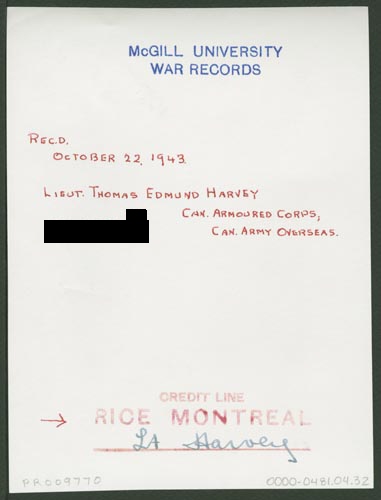 McGILL UNIVERSITY
WAR RECORDS
REC.D.
OCTOBER 22, 1943.
LIEUT. THOMAS EDMUND HARVEY
CAN. ARMOURED CORPS,
CAN. ARMY OVERSEAS.
CREDIT LINE
RICE MONTREAL
Lt Harvey
PR009770 0000-0481.04.32